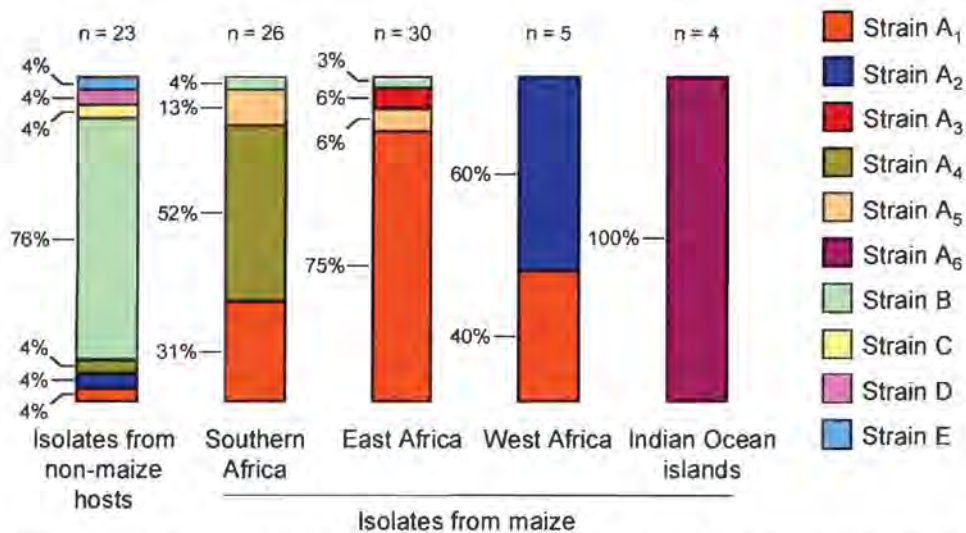 n = 23
n = 26
n = 30
n = 5
n = 4
4%
4%
4%
76%
4%
4%
4%
4%
13%
52%
31%
3%
6%
6%
75%
60%
40%
100%
Isolates from
non-maize
hosts
Southern
Africa
East Africa
West Africa
Indian Ocean
islands
Isolates from maize
Strain A1
Strain A2
Strain A3
Strain A4
Strain A5
Strain A6
Strain B
Strain C
Strain D
Strain E